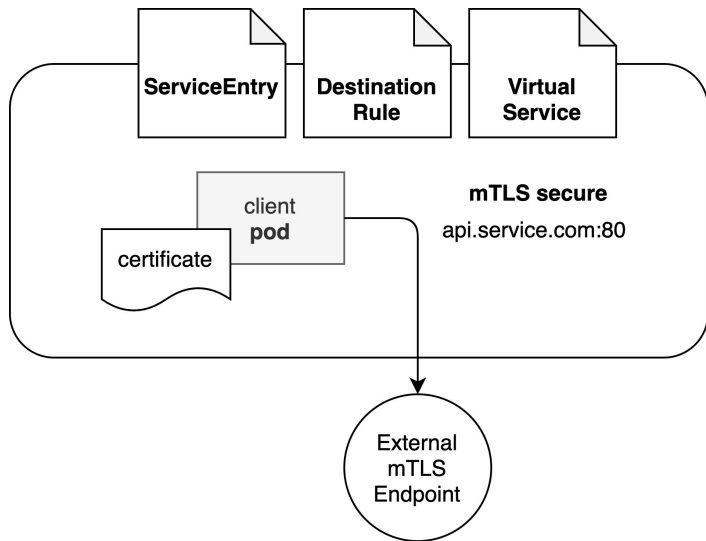 ServiceEntry
Destination
Rule
Virtual
Service
client
pod
certificate
mTLS secure
api.service.com:80
External
mTLS
Endpoint